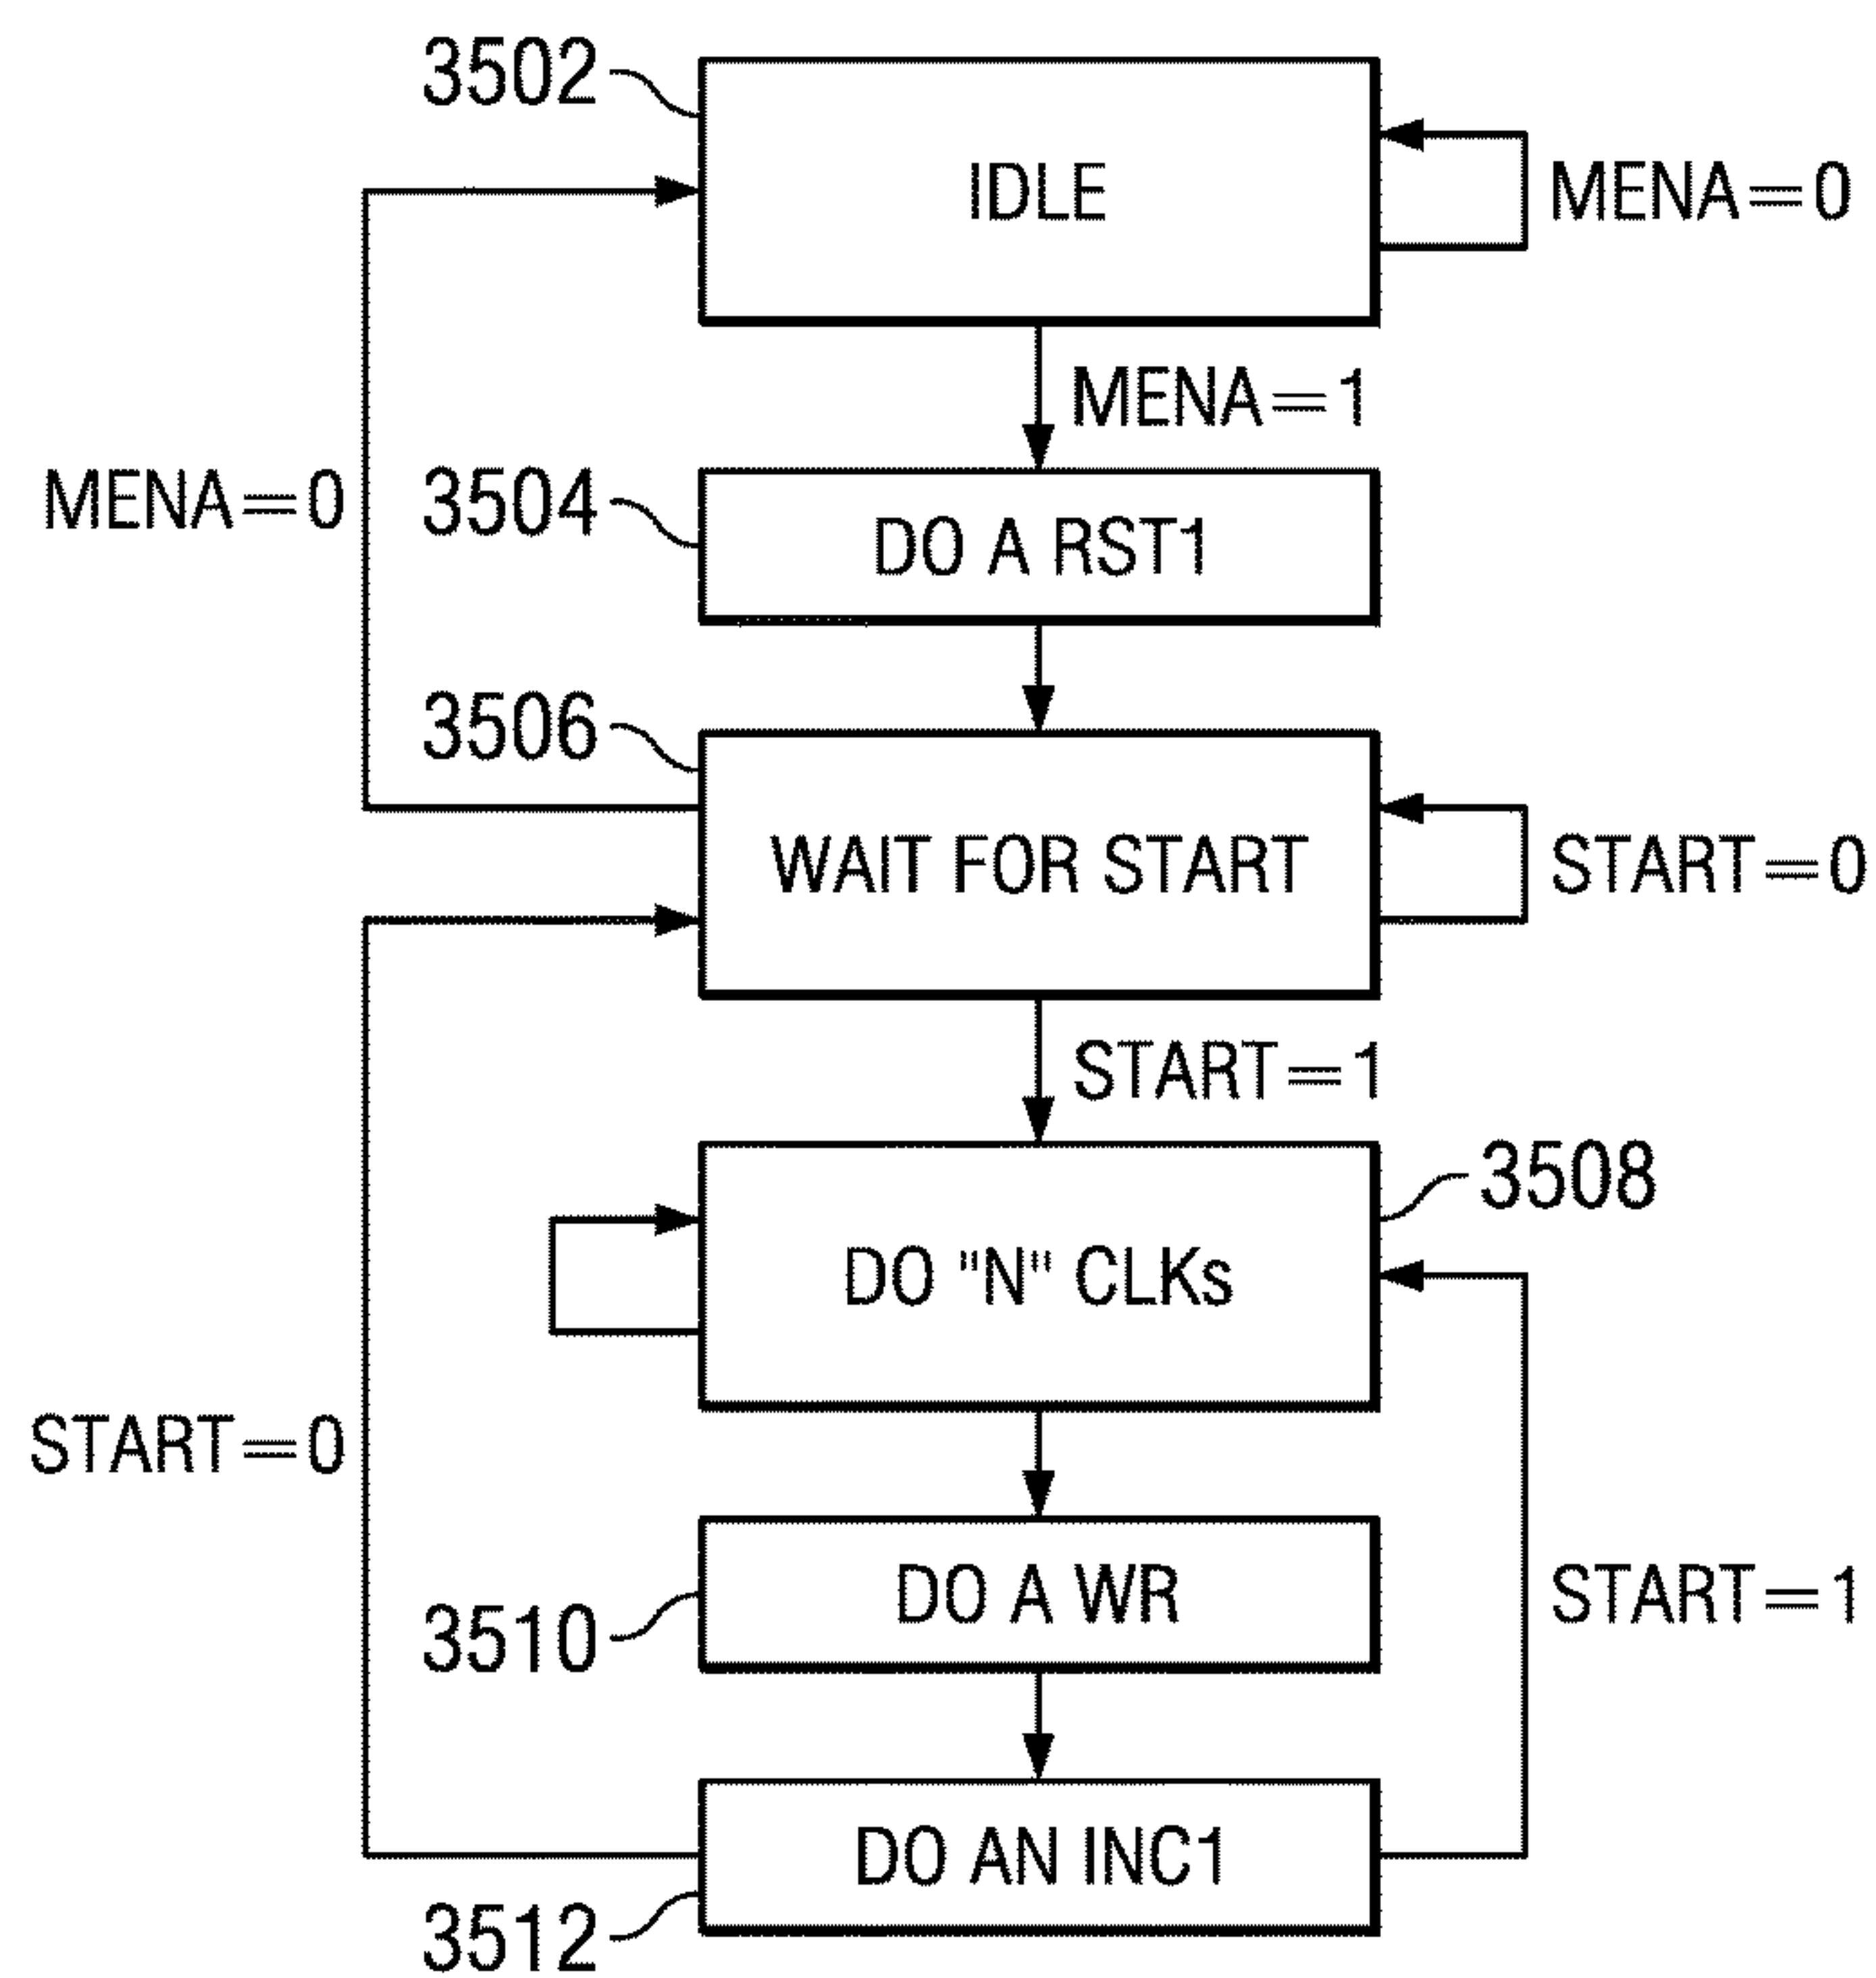 3502
IDLE
MENA=0
MENA=1
MENA=0
3504
DO A RST1
3506
WAIT FOR START
START=0
START=1
3508
DO "N" CLKs
START=0
DO A WR
START=1
3510
DO AN INC1
3512